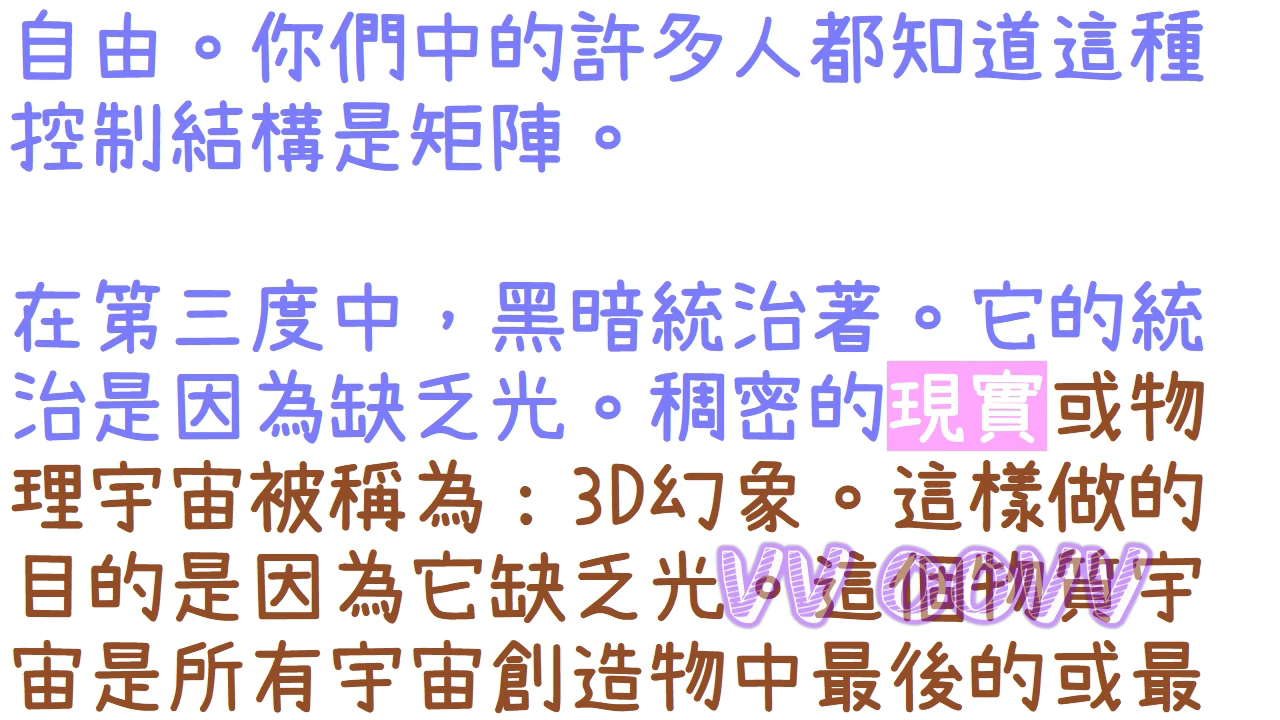 自由。你們中的許多人都知道這種
控制結構是矩陣。
在第三度中，黑暗統治著。它的統
治是因為缺乏光。稠密的現實或物
理宇宙被稱為：3D幻象。這樣做的
目的是因為它缺乏光。這個物質宇
宙是所有宇宙創造物中最後的或最